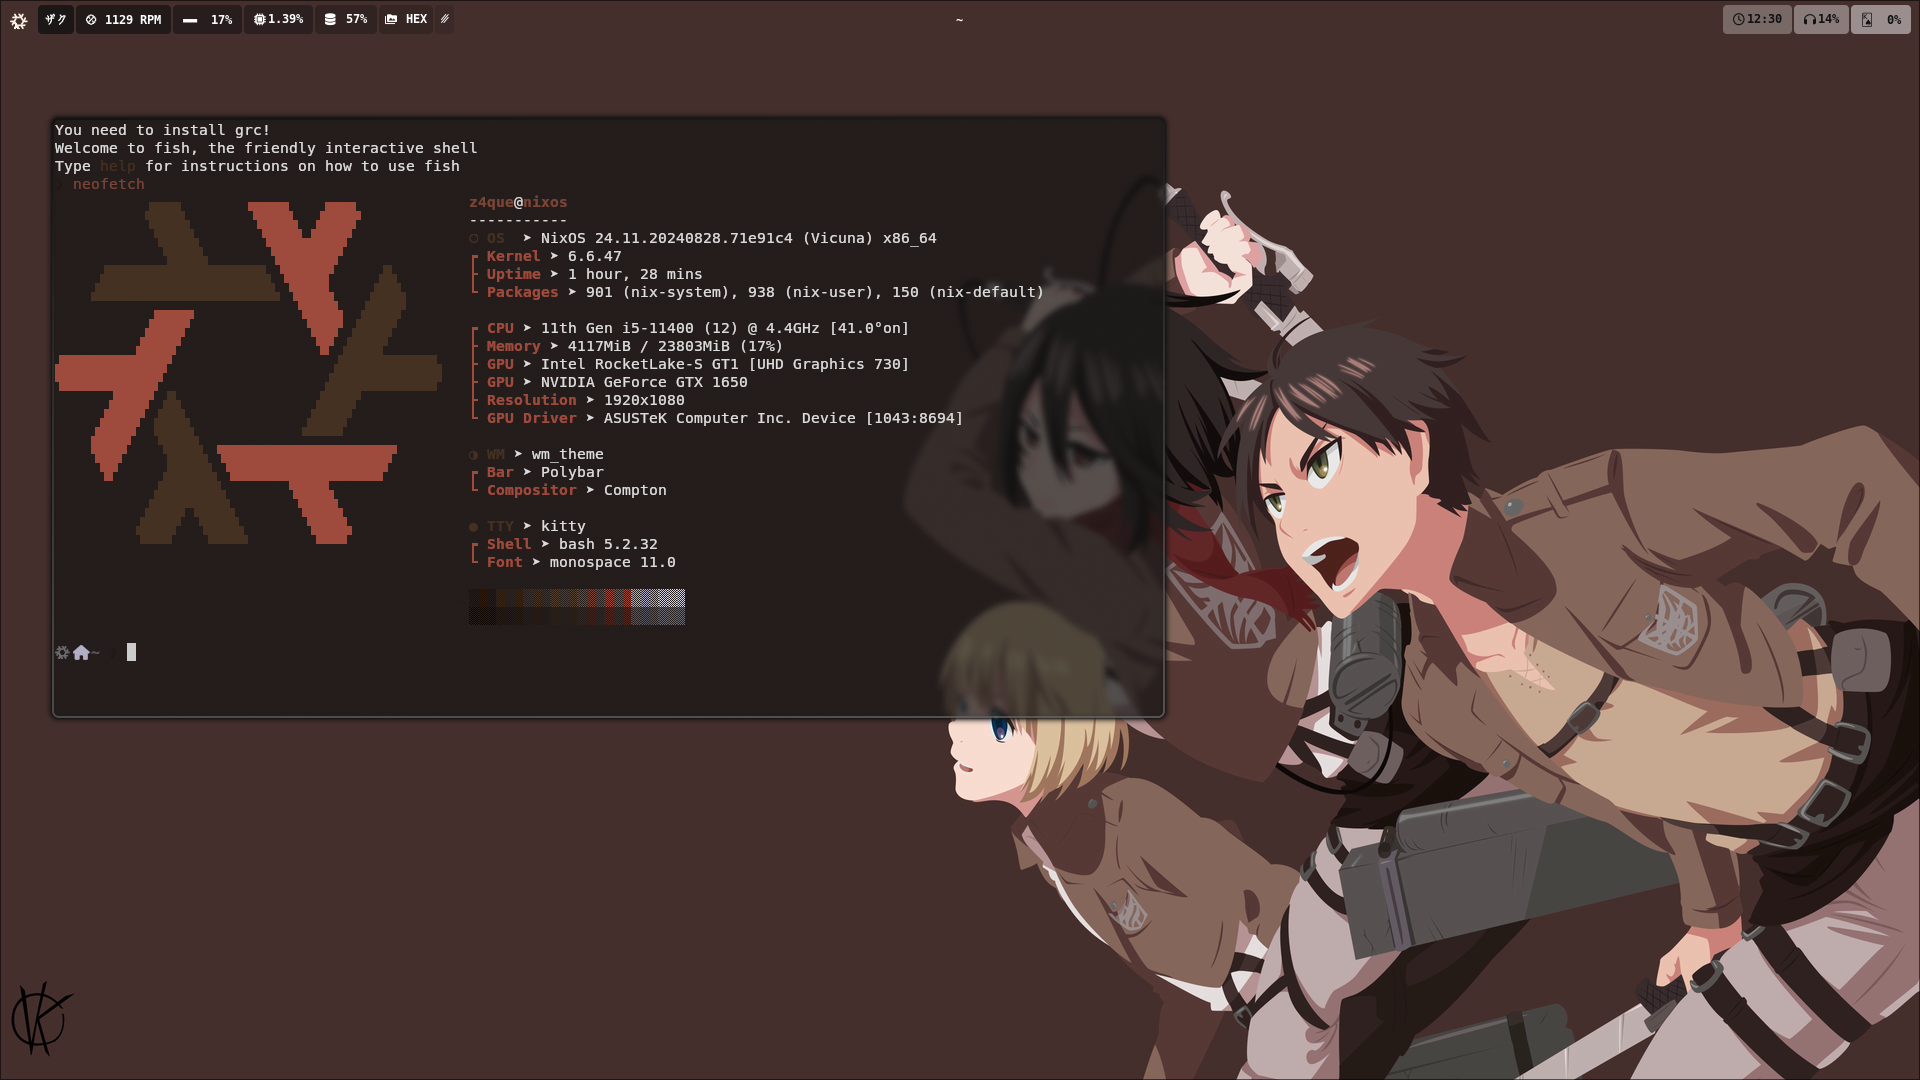 ザク 1129 RPM 17% 1.39% 57% HEX ~ 12:30 14% 0%
You need to install grc!
Welcome to fish, the friendly interactive shell
Type help for instructions on how to use fish
neofetch
z4que@nixos
-----------
OS ➤ NixOS 24.11.20240828.71e91c4 (Vicuna) x86_64
Kernel ➤ 6.6.47
Uptime ➤ 1 hour, 28 mins
Packages ➤ 901 (nix-system), 938 (nix-user), 150 (nix-default)
CPU ➤ 11th Gen i5-11400 (12) @ 4.4GHz [41.0°on]
Memory ➤ 4117MiB / 23803MiB (17%)
GPU ➤ Intel RocketLake-S GT1 [UHD Graphics 730]
GPU ➤ NVIDIA GeForce GTX 1650
Resolution ➤ 1920x1080
GPU Driver ➤ ASUSTeK Computer Inc. Device [1043:8694]
WM ➤ wm_theme
Bar ➤ Polybar
Compositor ➤ Compton
TTY ➤ kitty
Shell ➤ bash 5.2.32
Font ➤ monospace 11.0
~